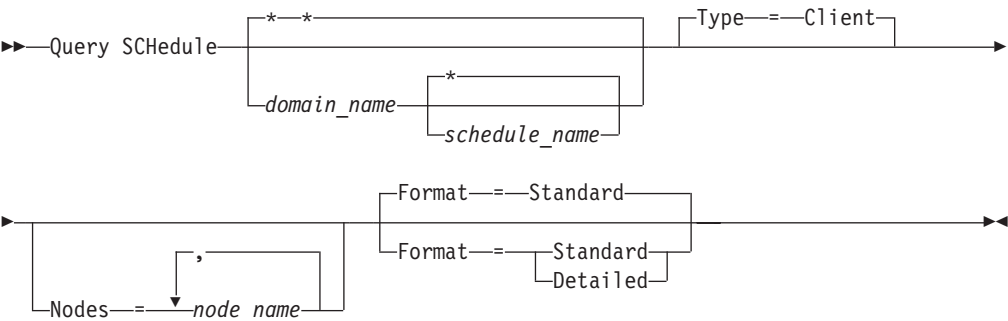 * *
Type = Client
Query SCHedule
*
domain_name
schedule_name
Format = Standard
Format = Standard
,
Detailed
Nodes = node name